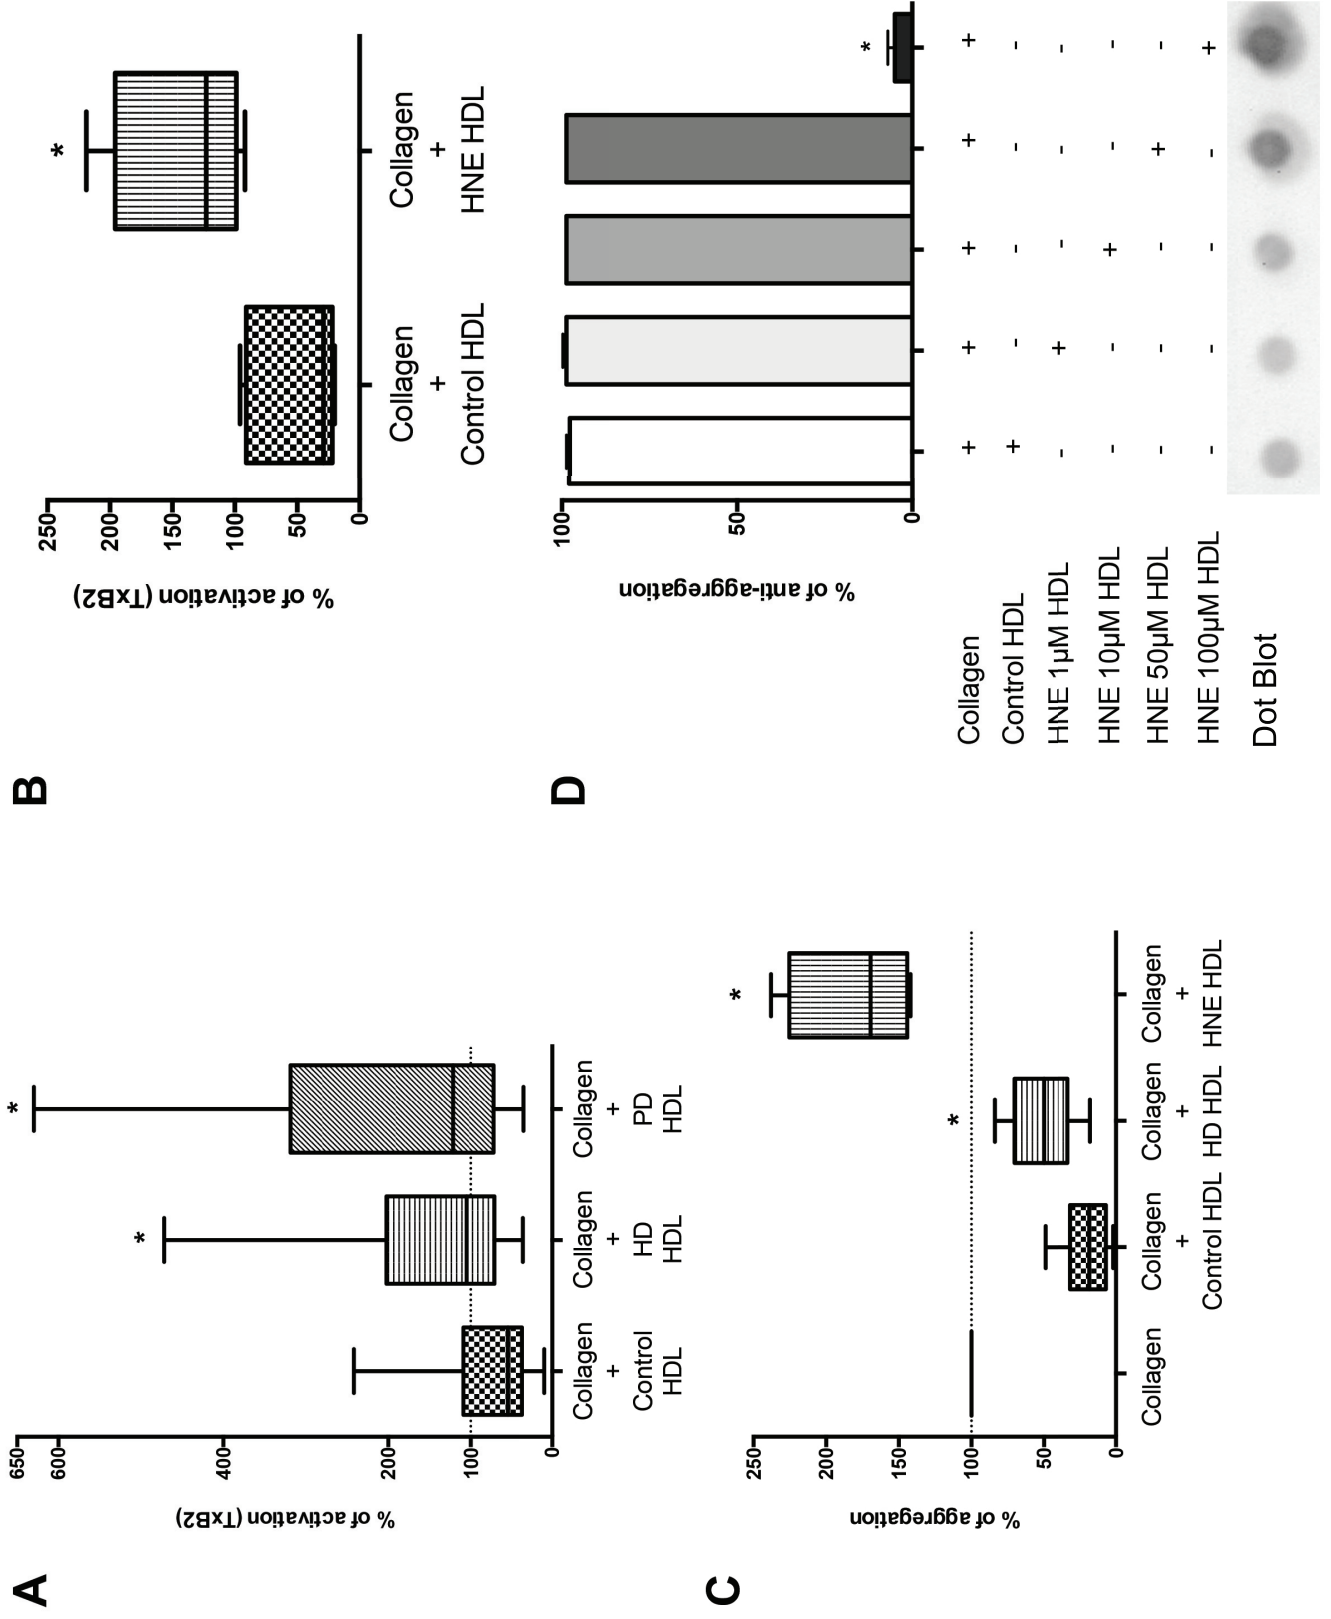 A
% of activation (TxB2)
650
600
400
200
100
0
*
*
Collagen
+
Control
HDL
Collagen
+
HD
HDL
Collagen
+
PD
HDL
B
% of activation (TxB2)
250
200
150
100
50
0
*
Collagen
+
Control HDL
Collagen
+
HNE HDL
C
% of aggregation
250
200
150
100
50
0
*
*
Collagen
Collagen
+
Control HDL
Collagen
+
HD HDL
Collagen
+
HNE HDL
D
% of anti-aggregation
100
50
0
*
Collagen + + + + +
Control HDL + - - - -
HNE 1µM HDL - + - - -
HNE 10µM HDL - - + - -
HNE 50µM HDL - - - + -
HNE 100µM HDL - - - - +
Dot Blot